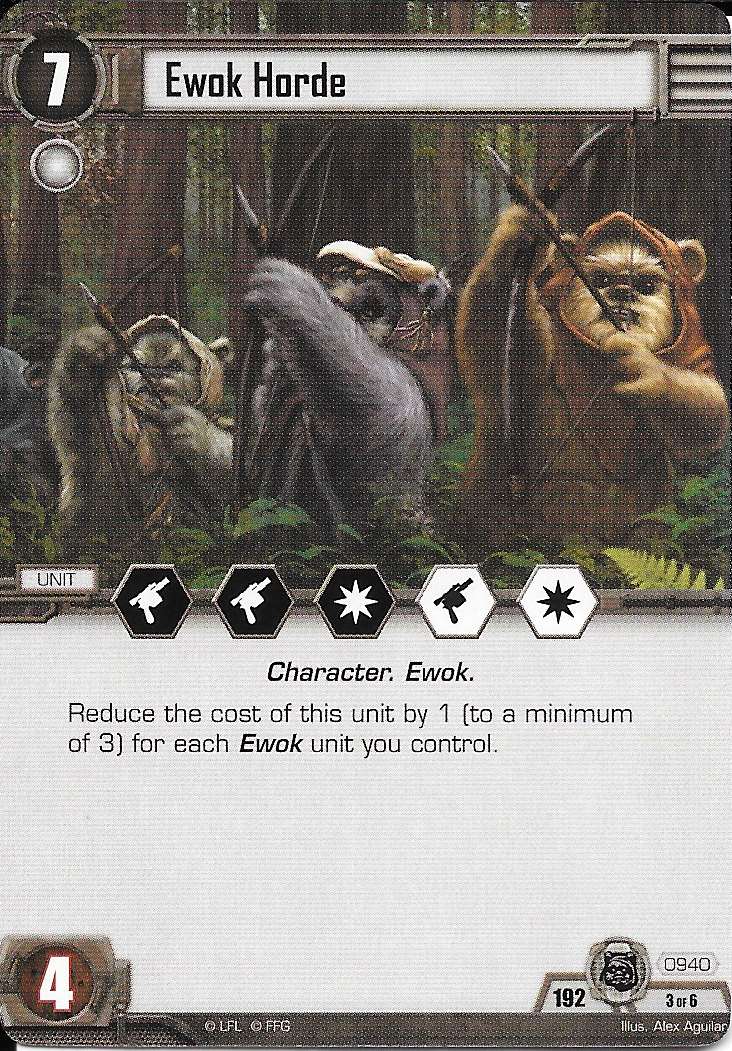 7
Ewok Horde
UNIT
Character. Ewok.
Reduce the cost of this unit by 1 (to a minimum
of 3) for each Ewok unit you control.
4
0940
192
3 OF 6
© LFL © FFG
Illus. Alex Aguilar